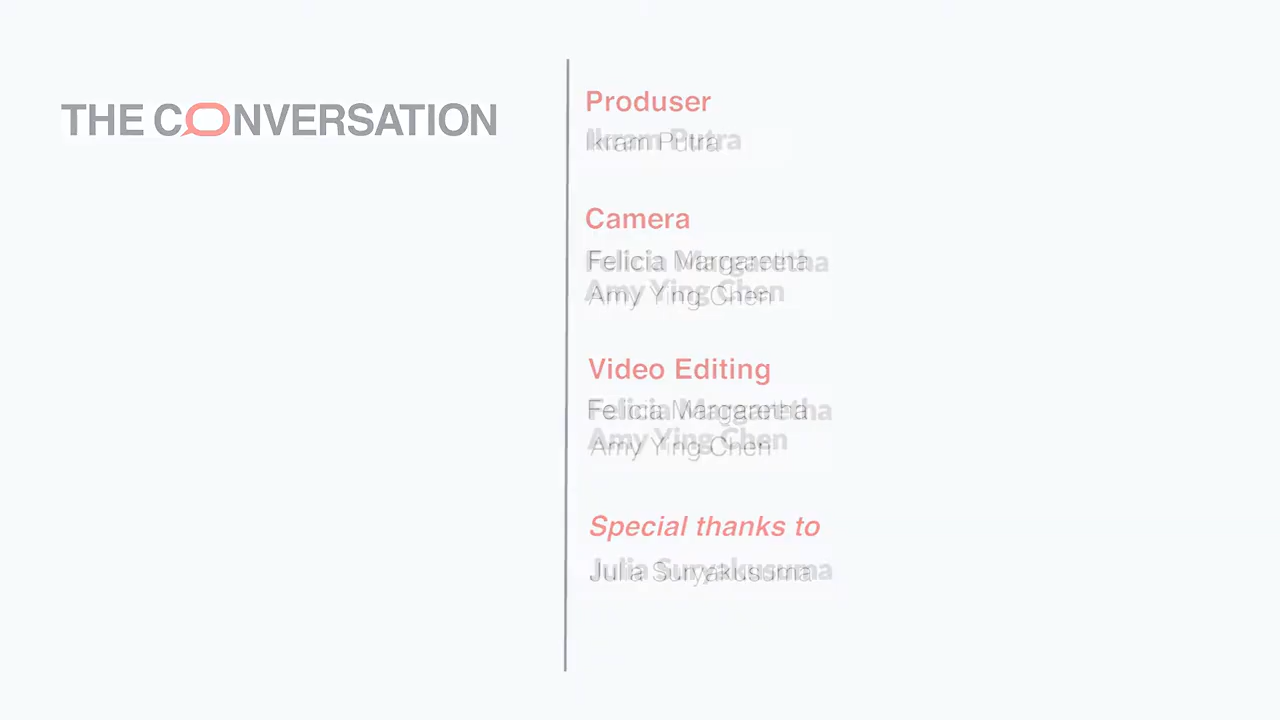 THE CONVERSATION
Produser
Ikram Putra
Camera
Felicia Margaretha
Amy Ying Chen
Video Editing
Felicia Margaretha
Amy Ying Chen
Special thanks to
Julia Suryakusuma